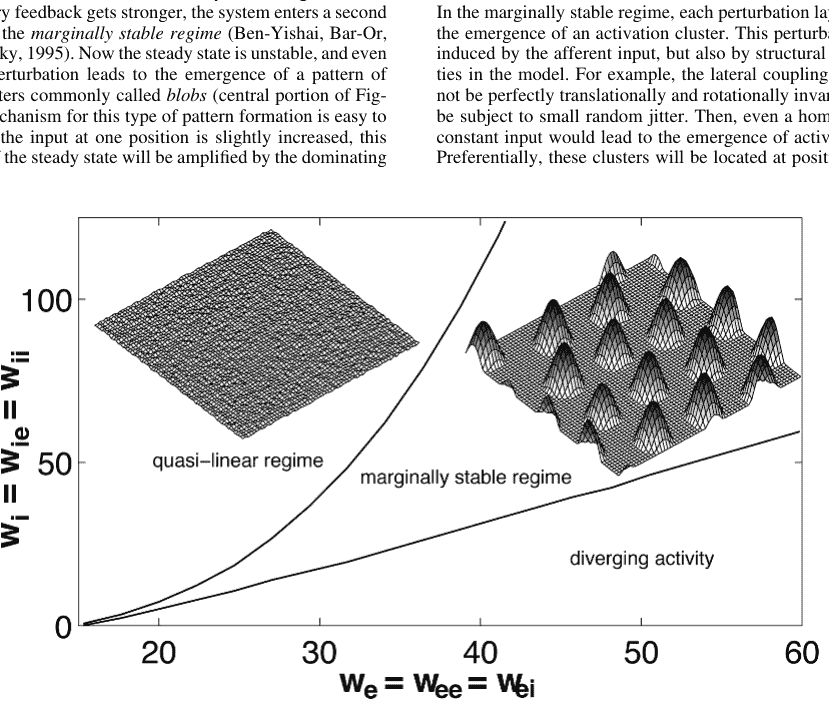 ry feedback gets stronger, the system enters a second
the marginally stable regime (Ben-Yishai, Bar-Or,
ky, 1995). Now the steady state is unstable, and even
erturbation leads to the emergence of a pattern of
ters commonly called blobs (central portion of Fig-
chanism for this type of pattern formation is easy to
the input at one position is slightly increased, this
f the steady state will be amplified by the dominating
In the marginally stable regime, each perturbation lay
the emergence of an activation cluster. This perturba
induced by the afferent input, but also by structural
ties in the model. For example, the lateral coupling
not be perfectly translationally and rotationally invar
be subject to small random jitter. Then, even a hom
constant input would lead to the emergence of activ
Preferentially, these clusters will be located at positi
100
50
0
wi = wie = wii
quasi-linear regime
marginally stable regime
diverging activity
20 30 40 50 60
we = wee = wei